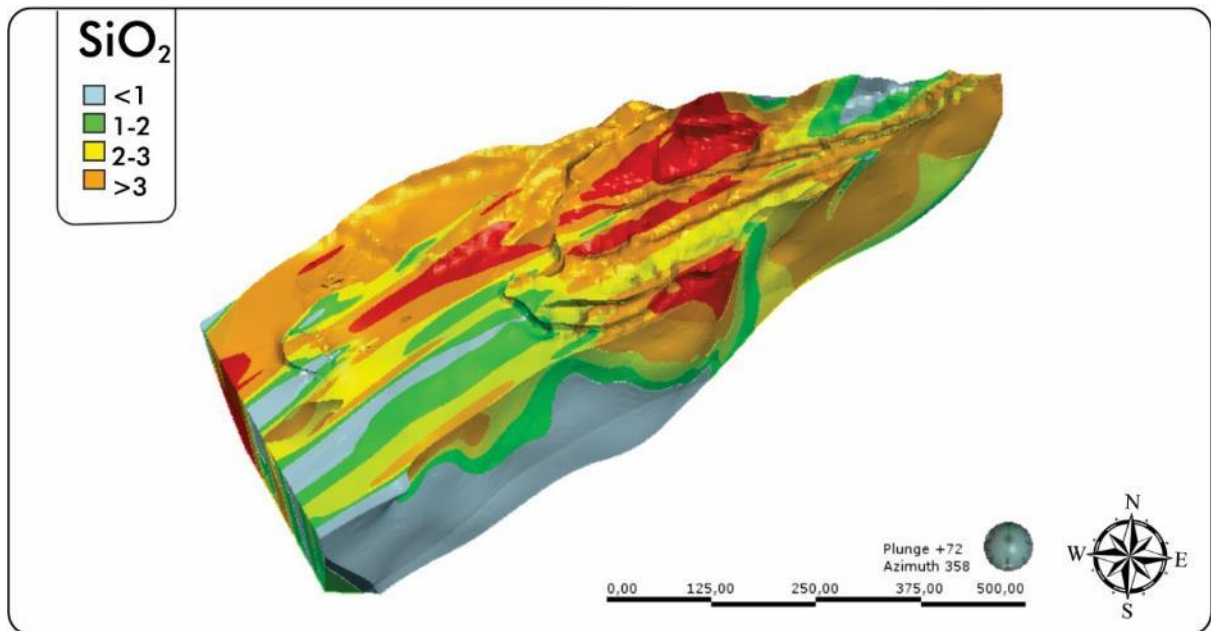 SiO₂
<1
1-2
2-3
>3
Plunge +72
Azimuth 358
0,00 125,00 250,00 375,00 500,00
N
W E
S